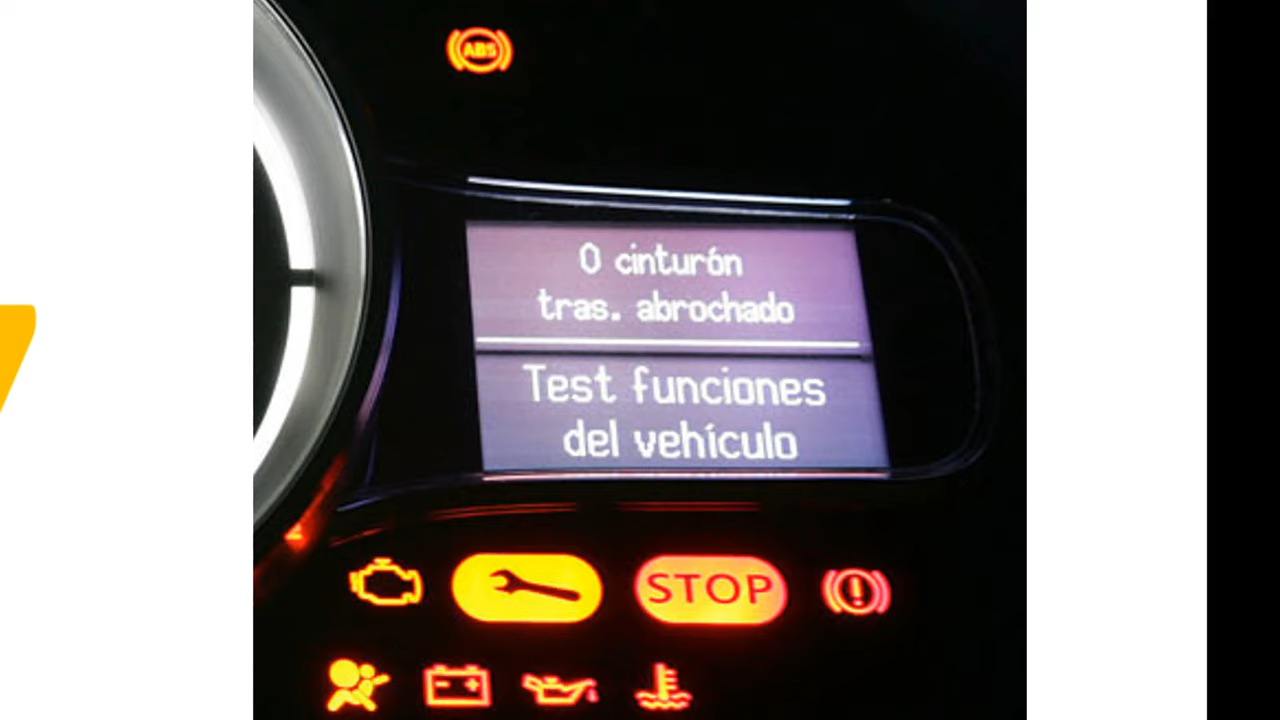 ABS
0 cinturón
tras. abrochado
Test funciones
del vehículo
STOP